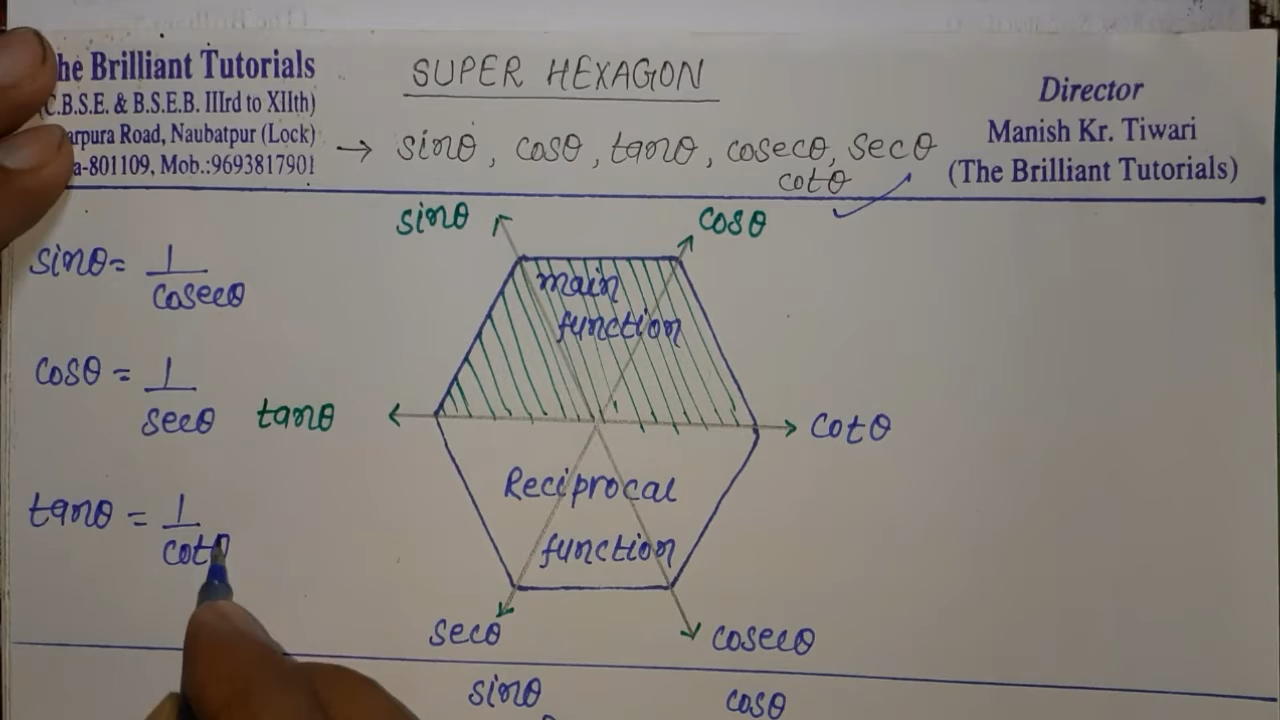 he Brilliant Tutorials
(C.B.S.E. & B.S.E.B. IIIrd to XIIth)
arpura Road, Naubatpur (Lock)
a-801109, Mob.:9693817901
SUPER HEXAGON
→ sinθ, cosθ, tanθ, cosecθ, secθ
cotθ
Director
Manish Kr. Tiwari
(The Brilliant Tutorials)
sinθ
cosθ
sinθ = 1/cosecθ
main
function
cosθ = 1/secθ
tanθ
cotθ
Reciprocal
function
tanθ = 1/cotθ
secθ
cosecθ
sinθ
cosθ